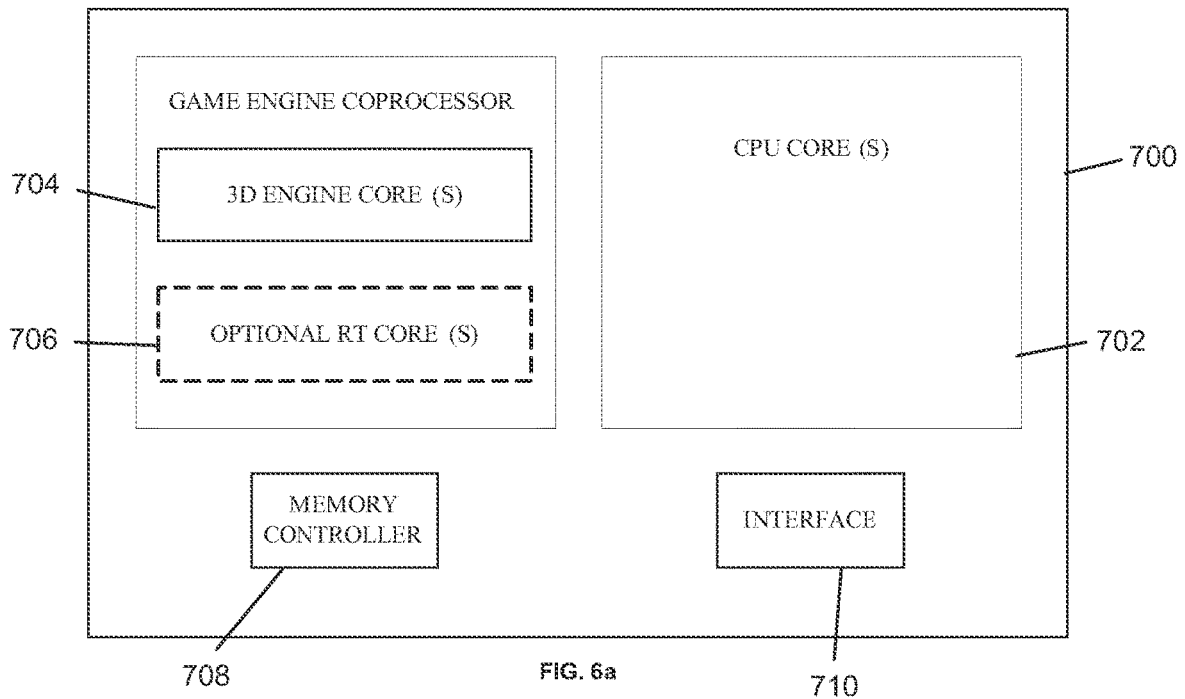 GAME ENGINE COPROCESSOR
CPU CORE (S)
700
704
3D ENGINE CORE (S)
706
OPTIONAL RT CORE (S)
702
MEMORY
CONTROLLER
INTERFACE
708
FIG. 6a
710